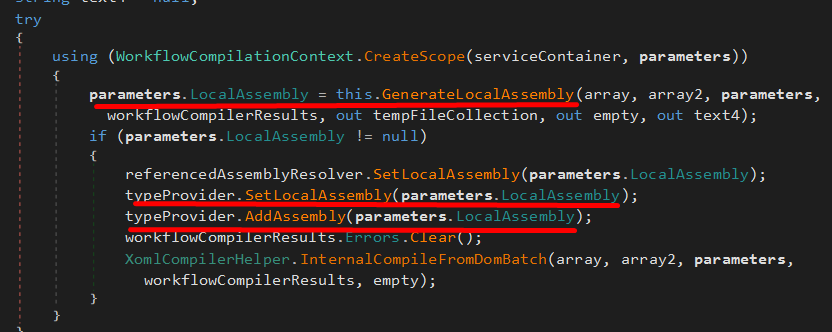 string text4 = null;
try
{
using (WorkflowCompilationContext.CreateScope(serviceContainer, parameters))
{
parameters.LocalAssembly = this.GenerateLocalAssembly(array, array2, parameters,
workflowCompilerResults, out tempFileCollection, out empty, out text4);
if (parameters.LocalAssembly != null)
{
referencedAssemblyResolver.SetLocalAssembly(parameters.LocalAssembly);
typeProvider.SetLocalAssembly(parameters.LocalAssembly);
typeProvider.AddAssembly(parameters.LocalAssembly);
workflowCompilerResults.Errors.Clear();
XomlCompilerHelper.InternalCompileFromDomBatch(array, array2, parameters,
workflowCompilerResults, empty);
}
}
}